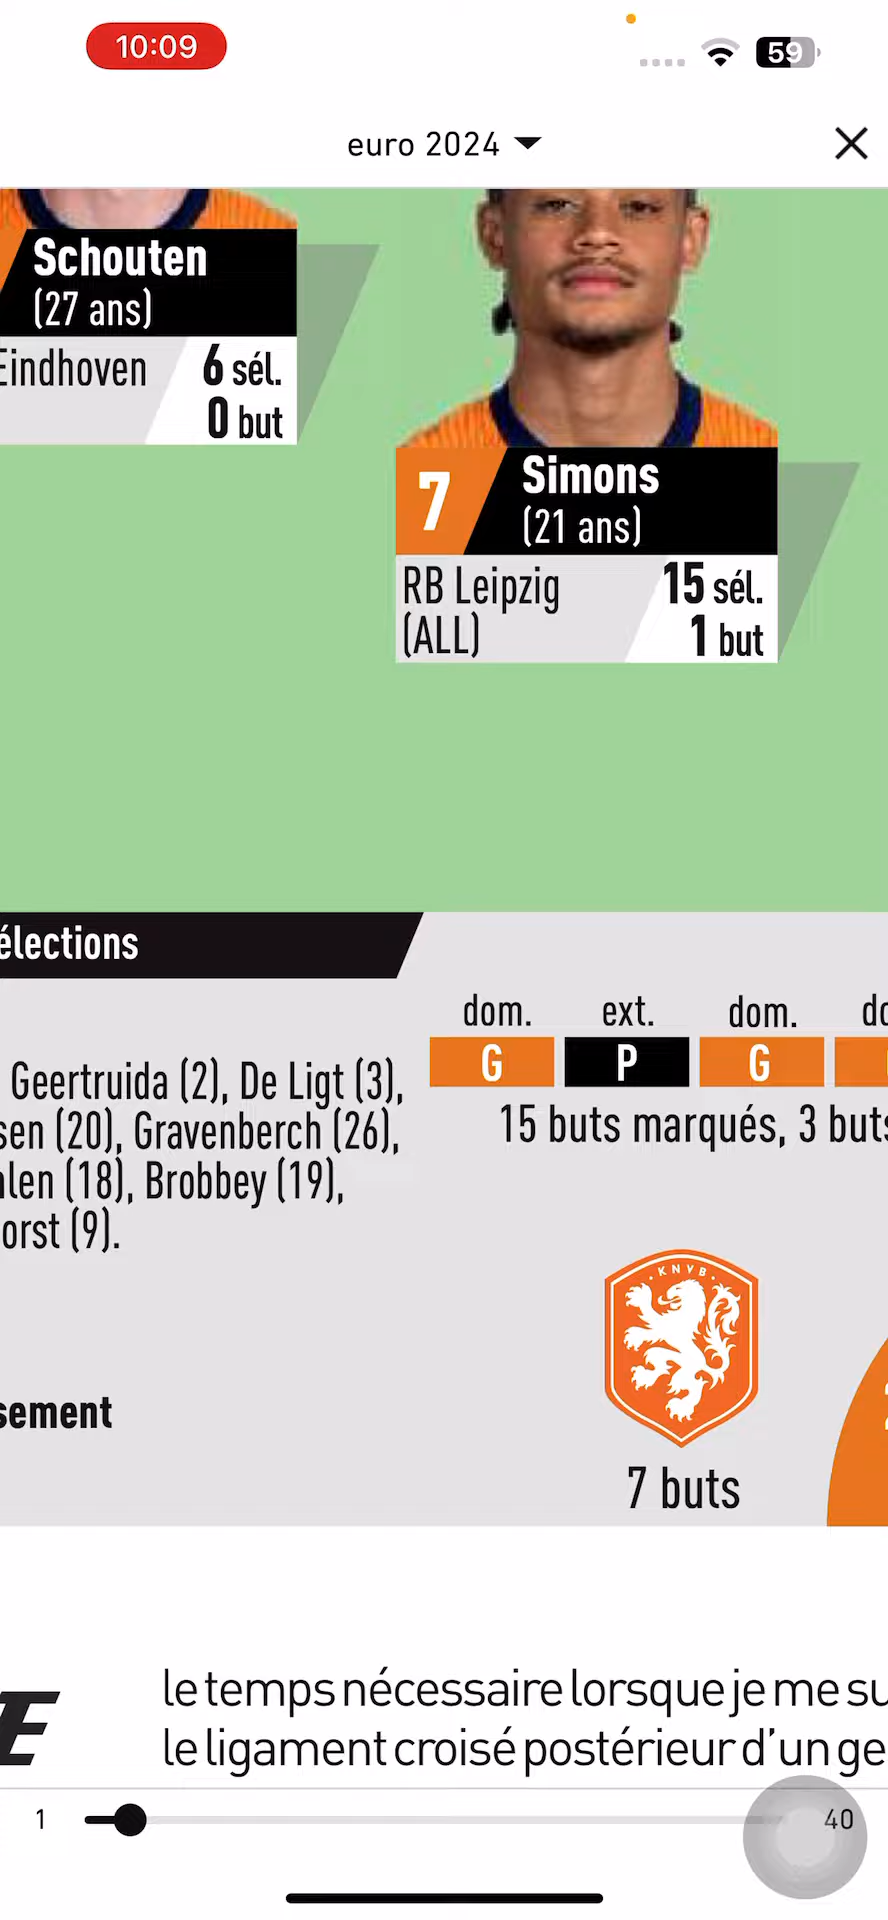 10:09
59
euro 2024
Schouten
(27 ans)
Eindhoven
6 sél.
0 but
7
Simons
(21 ans)
RB Leipzig
(ALL)
15 sél.
1 but
élections
dom. ext. dom.
G P G
Geertruida (2), De Ligt (3),
sen (20), Gravenberch (26),
alen (18), Brobbey (19),
orst (9).
15 buts marqués, 3 buts
KNVB
7 buts
sement
E
le temps nécessaire lorsque je me su
le ligament croisé postérieur d'un ge
1
40